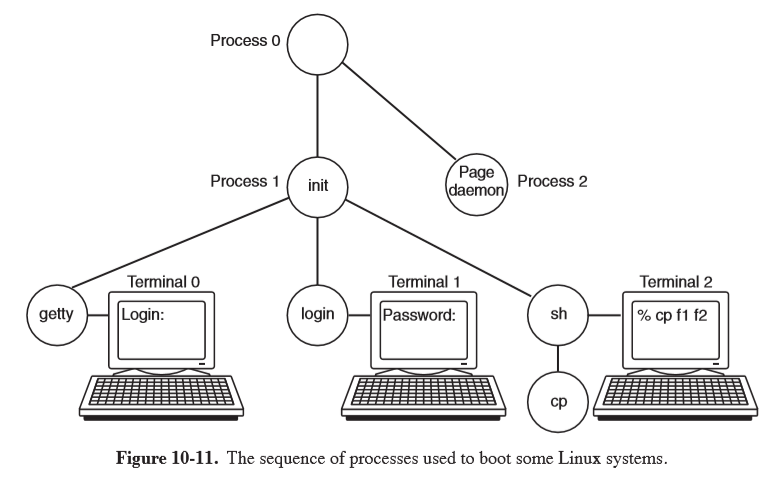 Process 0
Process 1
init
Page
daemon
Process 2
Terminal 0
Terminal 1
Terminal 2
getty
Login:
login
Password:
sh
% cp f1 f2
cp
Figure 10-11. The sequence of processes used to boot some Linux systems.